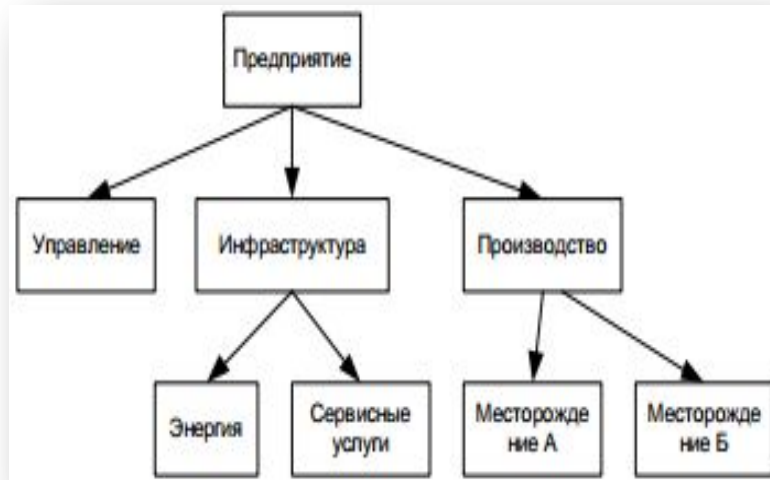 Предприятие
Управление
Инфраструктура
Производство
Энергия
Сервисные
услуги
Месторожде
ние А
Месторожде
ние Б